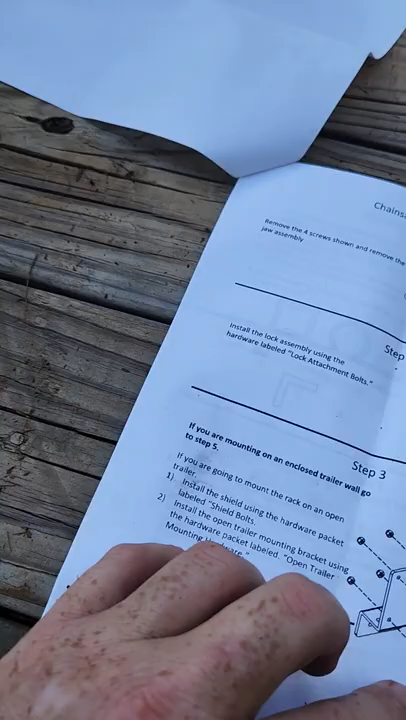 Remove the 4 screws shown and remove the
jaw assembly
Install the lock assembly using the
hardware labeled "Lock Attachment Bolts."
If you are mounting on an enclosed trailer wall go
to step 5.
Step 3
If you are going to mount the rack on an open
trailer
1) Install the shield using the hardware packet
labeled "Shield Bolts.
2) Install the open trailer mounting bracket using
the hardware packet labeled. "Open Trailer
Mounting Hardware."